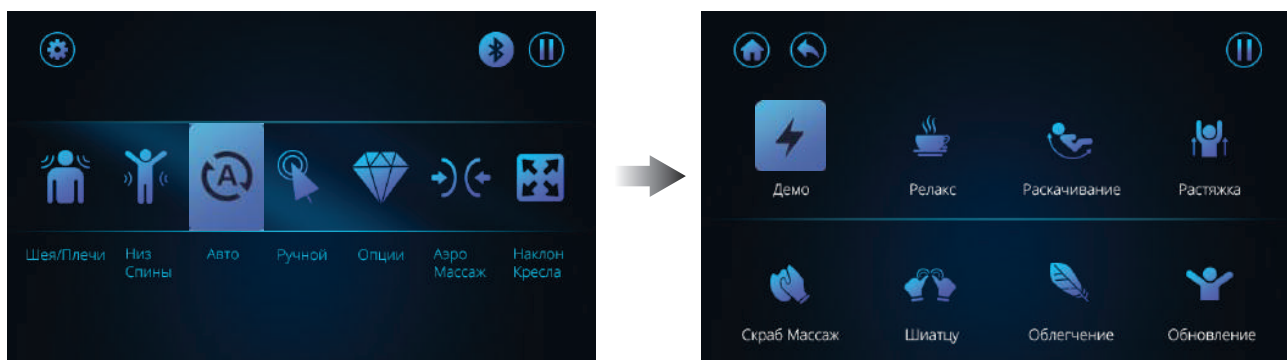 A
Шея/Плечи
Низ
Спины
Авто
Ручной
Опции
Аэро
Массаж
Наклон
Кресла
Демо
Релакс
Раскачивание
Растяжка
Скраб Массаж
Шиатцу
Облегчение
Обновление